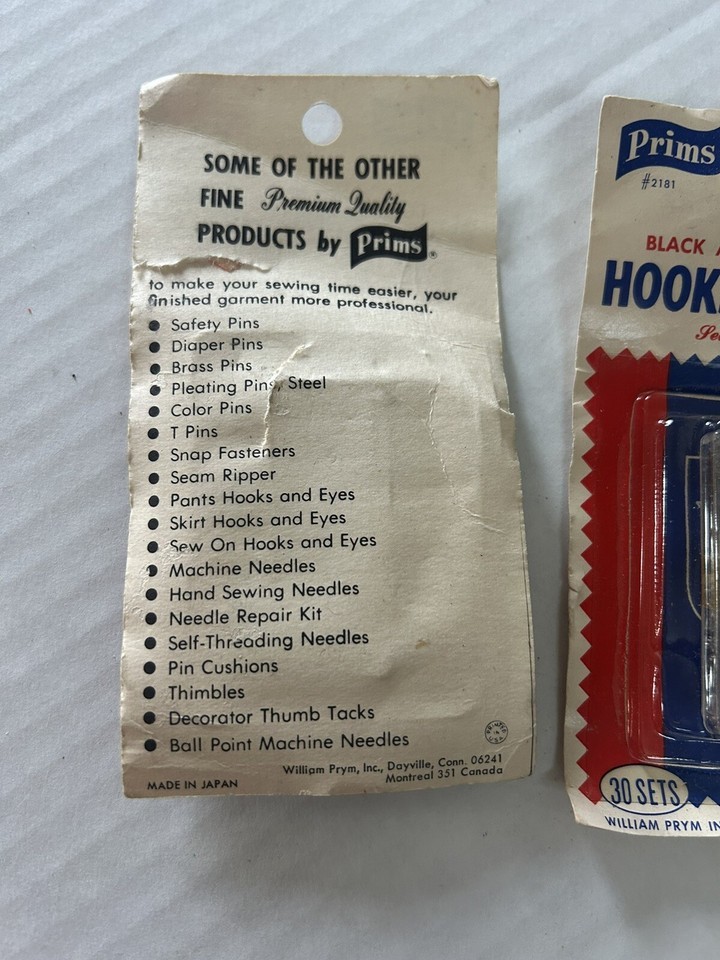 SOME OF THE OTHER
FINE Premium Quality
PRODUCTS by Prims®
to make your sewing time easier, your
finished garment more professional.
● Safety Pins
● Diaper Pins
● Brass Pins
● Pleating Pins, Steel
● Color Pins
● T Pins
● Snap Fasteners
● Seam Ripper
● Pants Hooks and Eyes
● Skirt Hooks and Eyes
● Sew On Hooks and Eyes
● Machine Needles
● Hand Sewing Needles
● Needle Repair Kit
● Self-Threading Needles
● Pin Cushions
● Thimbles
● Decorator Thumb Tacks
● Ball Point Machine Needles
PRINTED IN U.S.A.
William Prym, Inc., Dayville, Conn. 06241
Montreal 351 Canada
MADE IN JAPAN
Prims
#2181
BLACK
HOOK
30 SETS
WILLIAM PRYM IN